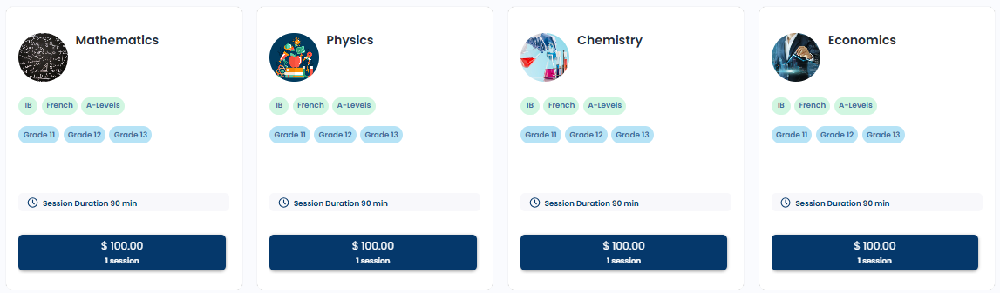 Mathematics
IB French A-Levels
Grade 11 Grade 12 Grade 13
Session Duration 90 min
$ 100.00
1 session
Physics
IB French A-Levels
Grade 11 Grade 12 Grade 13
Session Duration 90 min
$ 100.00
1 session
Chemistry
IB French A-Levels
Grade 11 Grade 12 Grade 13
Session Duration 90 min
$ 100.00
1 session
Economics
IB French A-Levels
Grade 11 Grade 12 Grade 13
Session Duration 90 min
$ 100.00
1 session